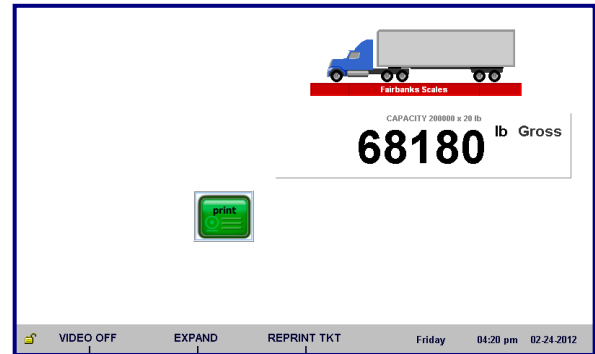 Fairbanks Scales
CAPACITY 200000 x 20 lb
68180 lb Gross
print
VIDEO OFF EXPAND REPRINT TKT Friday 04:20 pm 02-24-2012